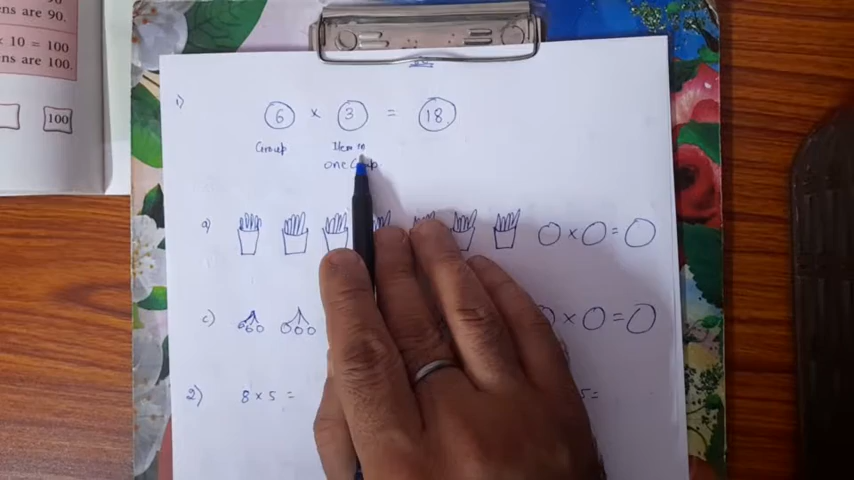 ens are 90.
x 10 = 100
ens are 100.
100
1) 6 x 3 = 18
Group Item in
one Group
a) x =
c) x =
2) 8 x 5 = 5 =